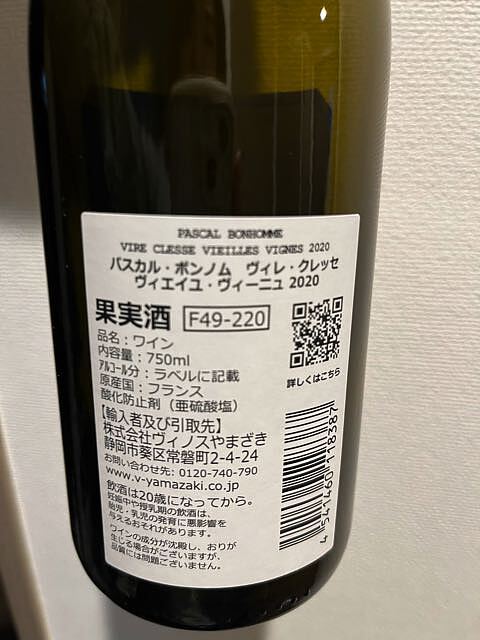 PASCAL BONHOMME
VIRE CLESSE VIEILLES VIGNES 2020
パスカル・ボンノム ヴィレ・クレッセ
ヴィエイユ・ヴィーニュ 2020
果実酒 F49-220
品名：ワイン
内容量：750ml
ｱﾙｺｰﾙ分：ラベルに記載
原産国：フランス
酸化防止剤（亜硫酸塩）
詳しくはこちら
【輸入者及び引取先】
株式会社ヴィノスやまざき
静岡市葵区常磐町2-4-24
お問い合わせ先: 0120-740-790
www.v-yamazaki.co.jp
飲酒は20歳になってから。
妊娠中や授乳期の飲酒は、
胎児・乳児の発育に悪影響を
与えるおそれがあります。
ワインの成分が沈殿し、おりが
生じる場合がございますが、
品質には問題ございません。
4 541460 118387